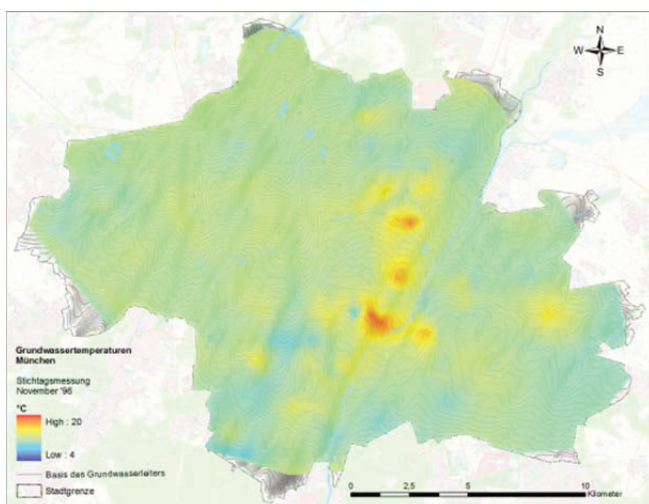 N
W E
S
Grundwassertemperaturen
München
Stichtagsmessung
November '96
°C
High : 20
Low : 4
Basis des Grundwasserleiters
Stadtgrenze
0 2,5 5 10
Kilometer